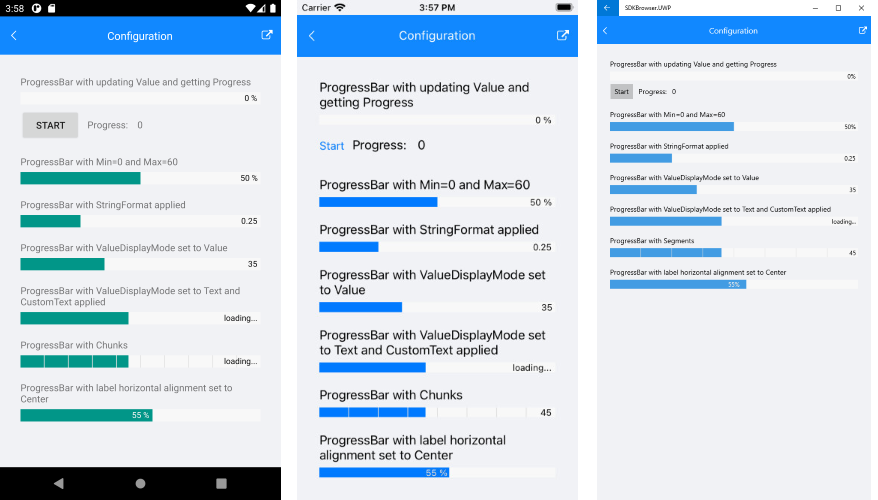 3:58
Configuration
ProgressBar with updating Value and getting Progress
0 %
START Progress: 0
ProgressBar with Min=0 and Max=60
50 %
ProgressBar with StringFormat applied
0.25
ProgressBar with ValueDisplayMode set to Value
35
ProgressBar with ValueDisplayMode set to Text and
CustomText applied
loading...
ProgressBar with Chunks
loading...
ProgressBar with label horizontal alignment set to
Center
55 %
Carrier 3:57 PM
Configuration
ProgressBar with updating Value and
getting Progress
0 %
Start Progress: 0
ProgressBar with Min=0 and Max=60
50 %
ProgressBar with StringFormat applied
0.25
ProgressBar with ValueDisplayMode set
to Value
35
ProgressBar with ValueDisplayMode set
to Text and CustomText applied
loading...
ProgressBar with Chunks
45
ProgressBar with label horizontal
alignment set to Center
55 %
SDKBrowser.UWP
Configuration
ProgressBar with updating Value and getting Progress
0%
Start Progress: 0
ProgressBar with Min=0 and Max=60
50%
ProgressBar with StringFormat applied
0.25
ProgressBar with ValueDisplayMode set to Value
35
ProgressBar with ValueDisplayMode set to Text and CustomText applied
loading...
ProgressBar with Segments
45
ProgressBar with label horizontal alignment set to Center
55%